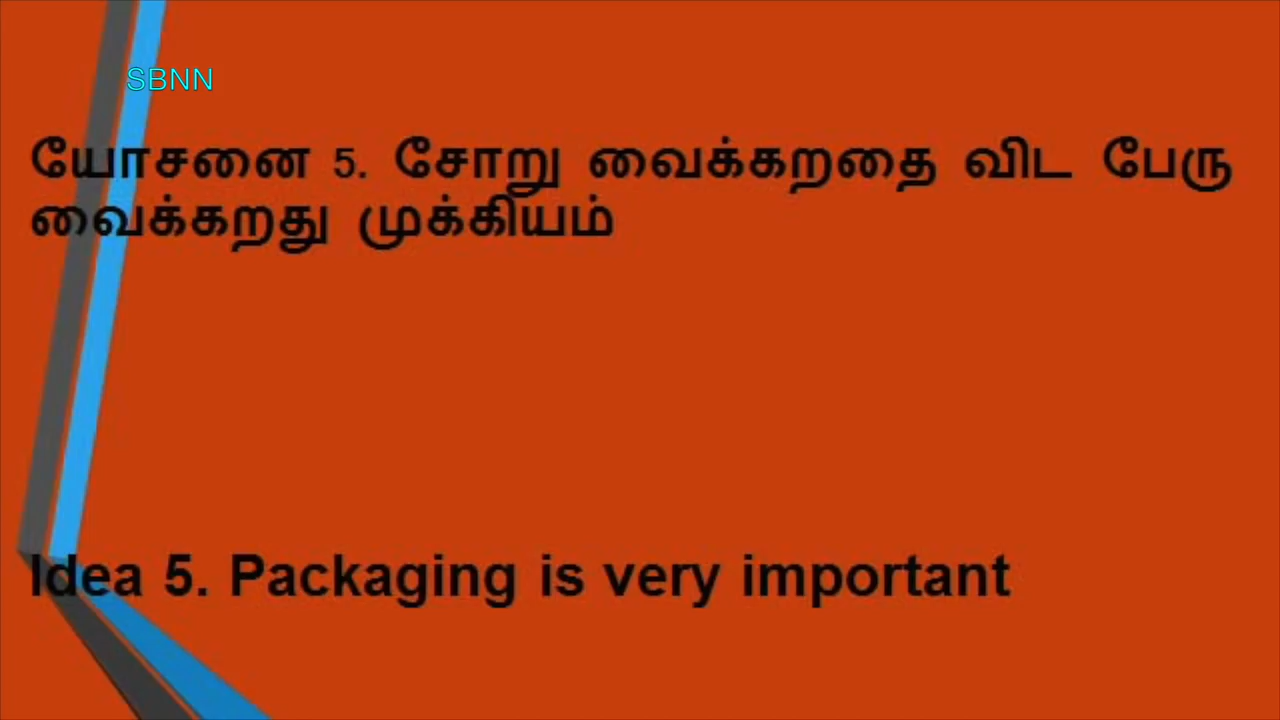 SBNN
யோசனை 5. சோறு வைக்கறதை விட பேரு
வைக்கறது முக்கியம்
Idea 5. Packaging is very important